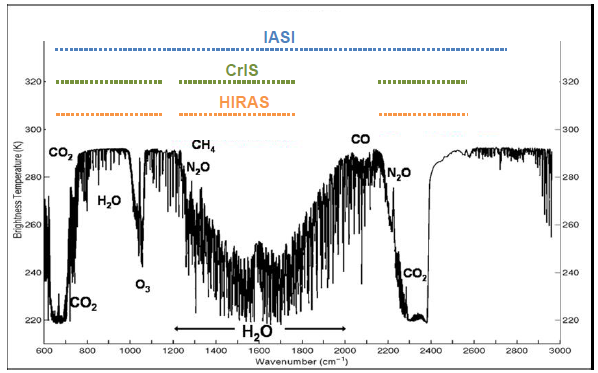 IASI
CrIS
HIRAS
320 320
300 300
280 280
260 260
240 240
220 220
Brightness Temperature (K)
CO2
H2O
CO2
O3
CH4
N2O
H2O
CO
N2O
CO2
600 800 1000 1200 1400 1600 1800 2000 2200 2400 2600 2800 3000
Wavenumber (cm⁻¹)